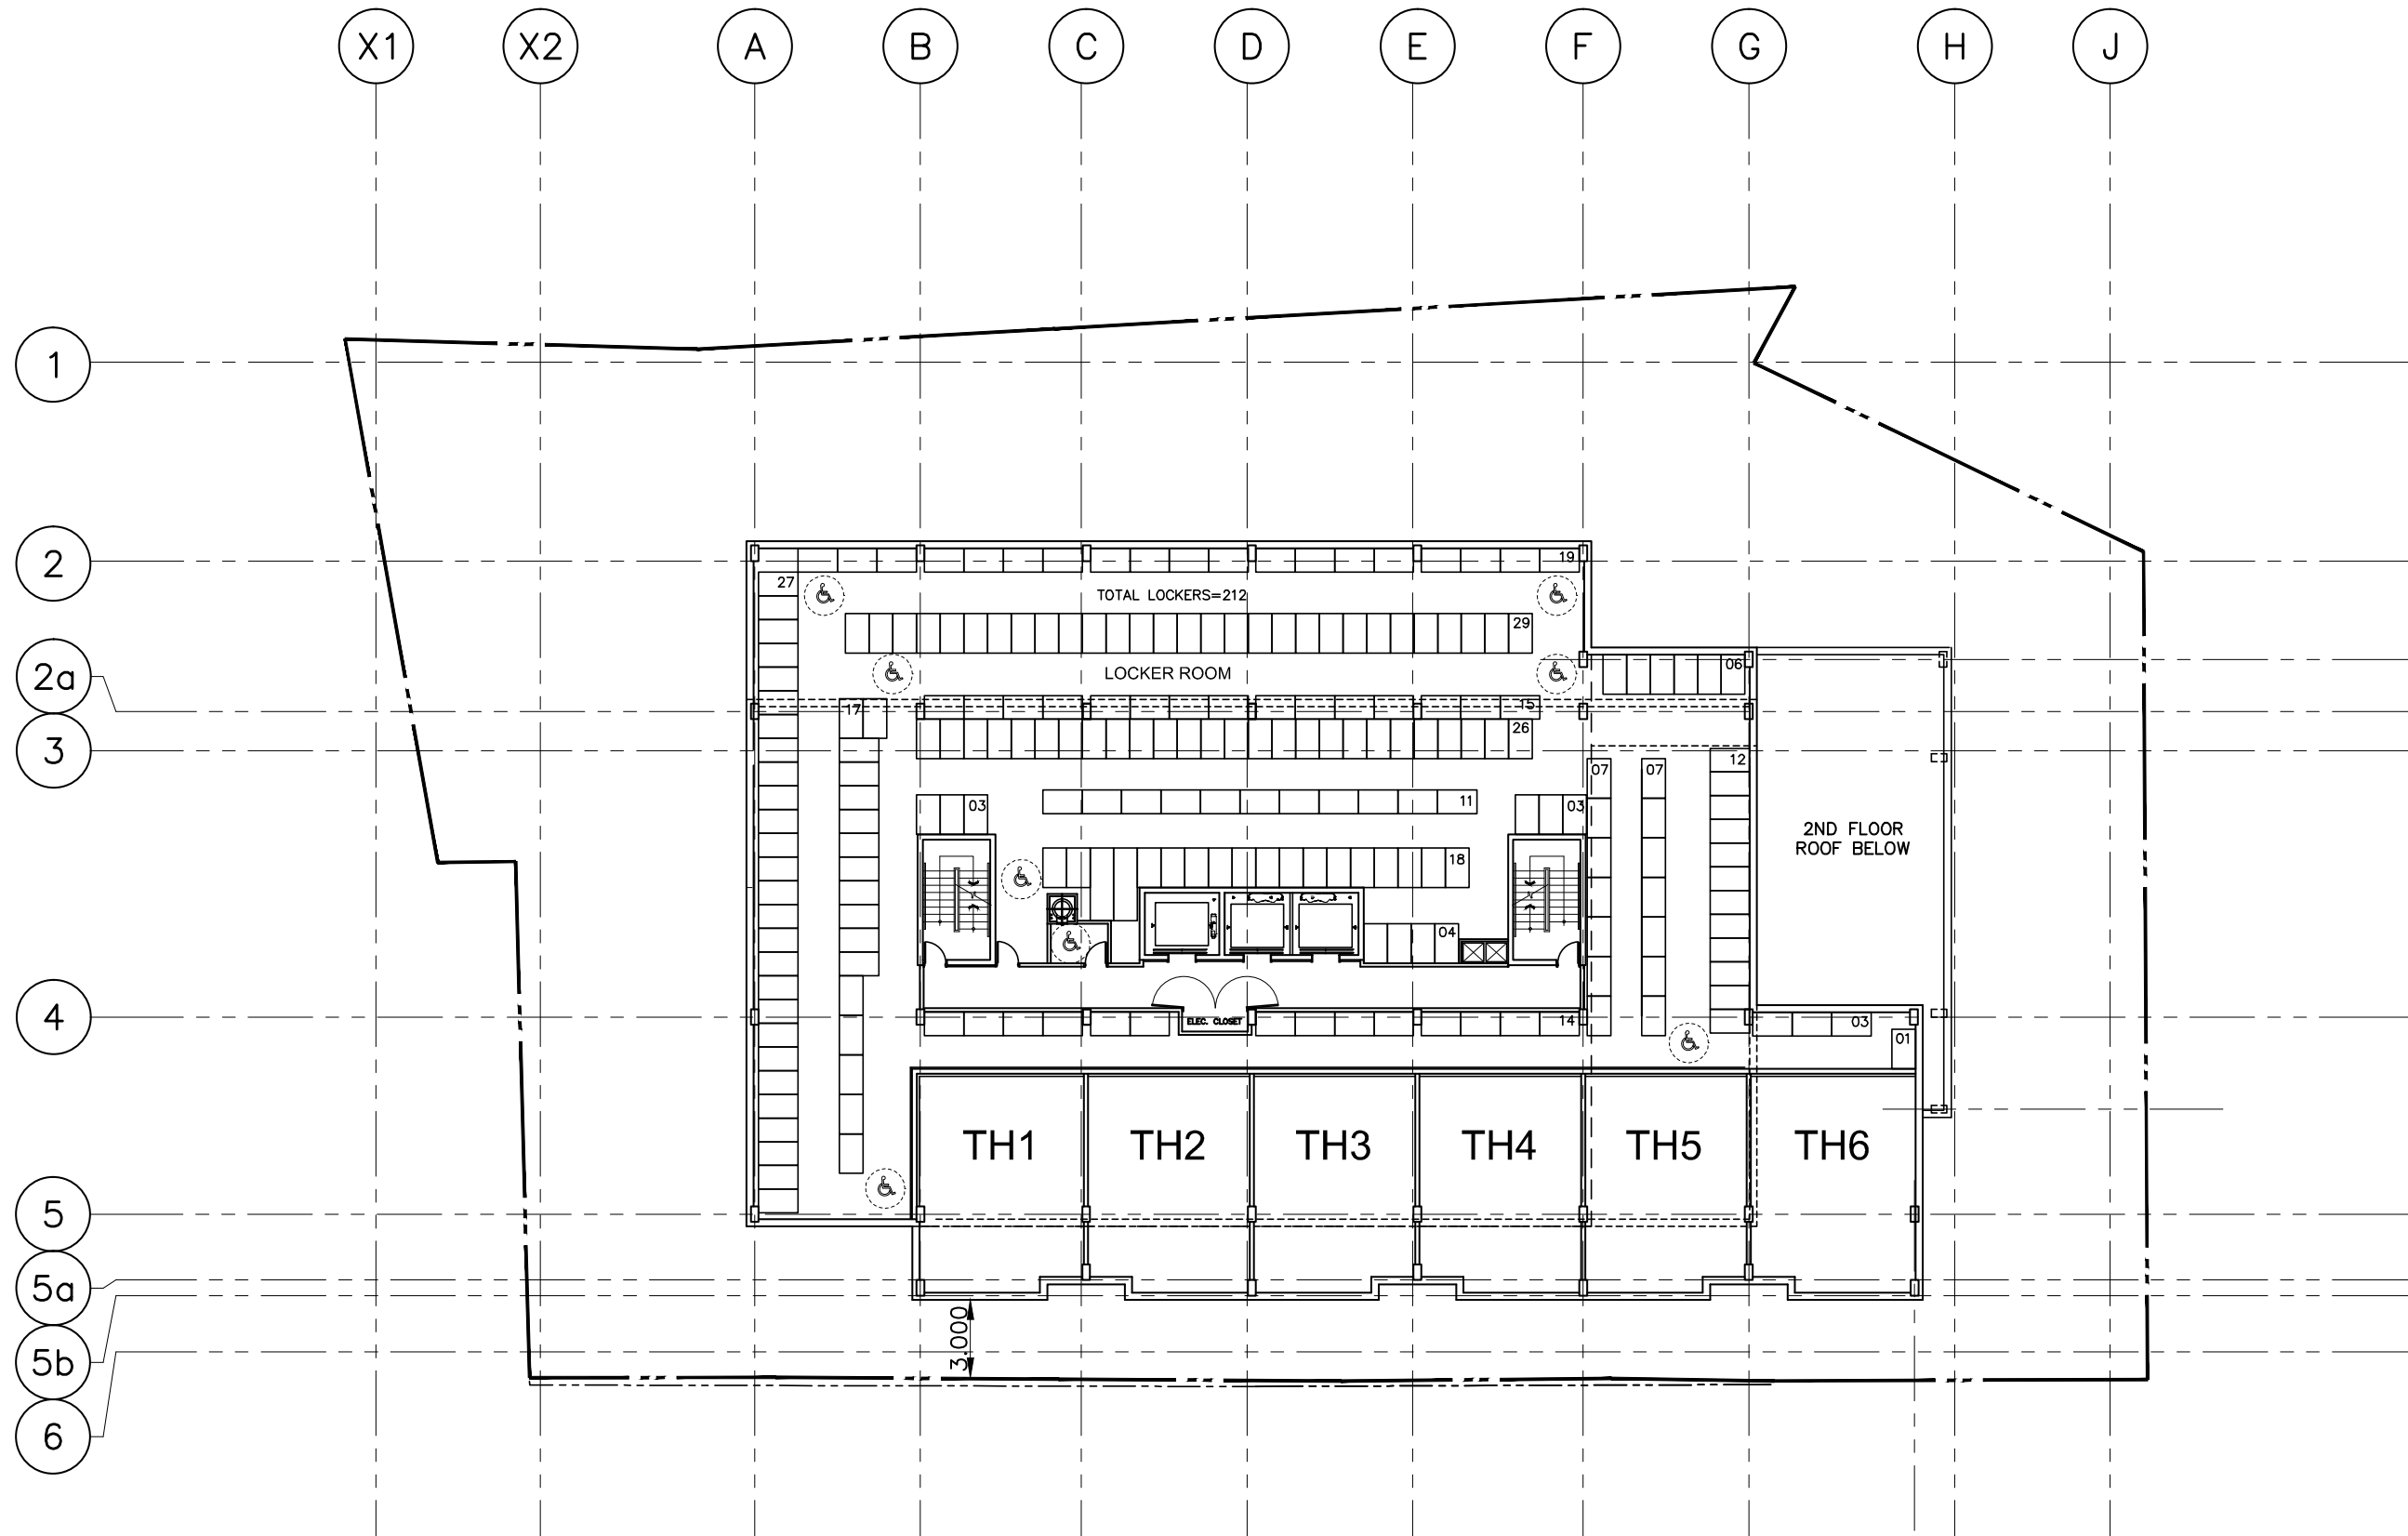 X1
X2
A
B
C
D
E
F
G
H
J
1
2
2a
3
4
5
5a
5b
6
19
27
TOTAL LOCKERS=212
29
LOCKER ROOM
06
17
15
26
12
07
07
03
11
03
2ND FLOOR
ROOF BELOW
18
04
ELEC. CLOSET
14
03
01
TH1
TH2
TH3
TH4
TH5
TH6
3.000